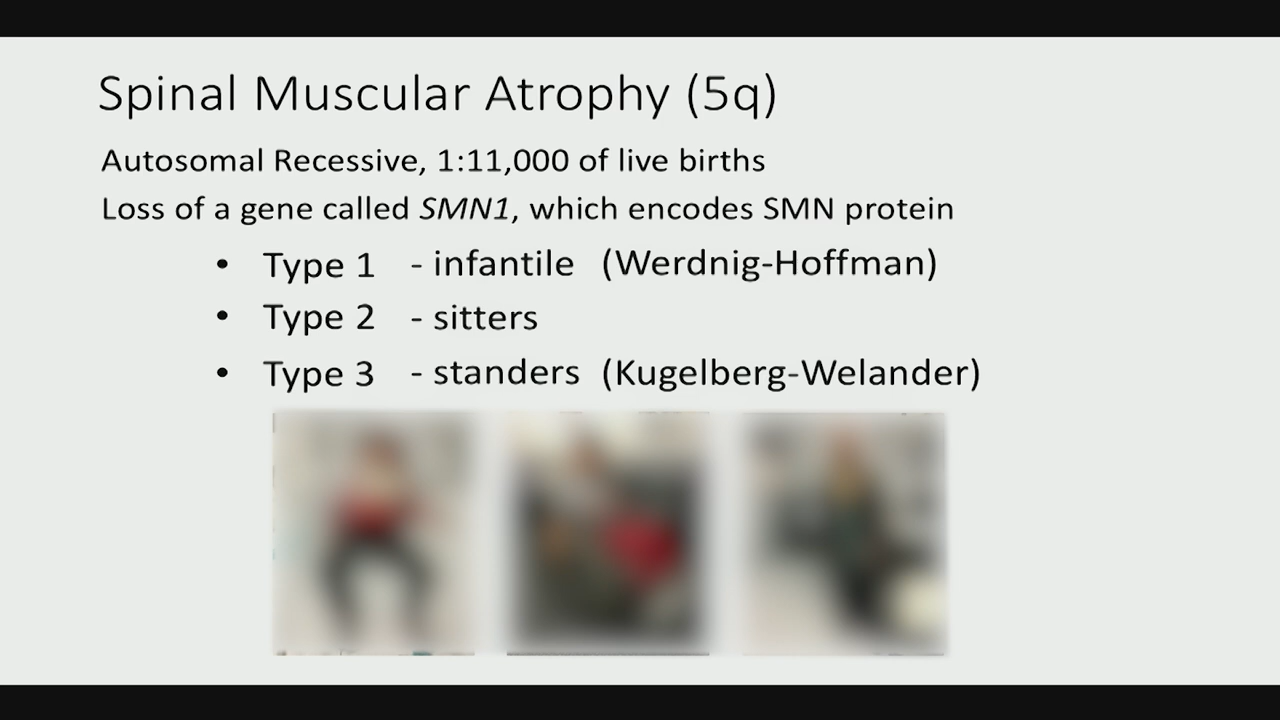 Spinal Muscular Atrophy (5q)
Autosomal Recessive, 1:11,000 of live births
Loss of a gene called SMN1, which encodes SMN protein
• Type 1 - infantile (Werdnig-Hoffman)
• Type 2 - sitters
• Type 3 - standers (Kugelberg-Welander)